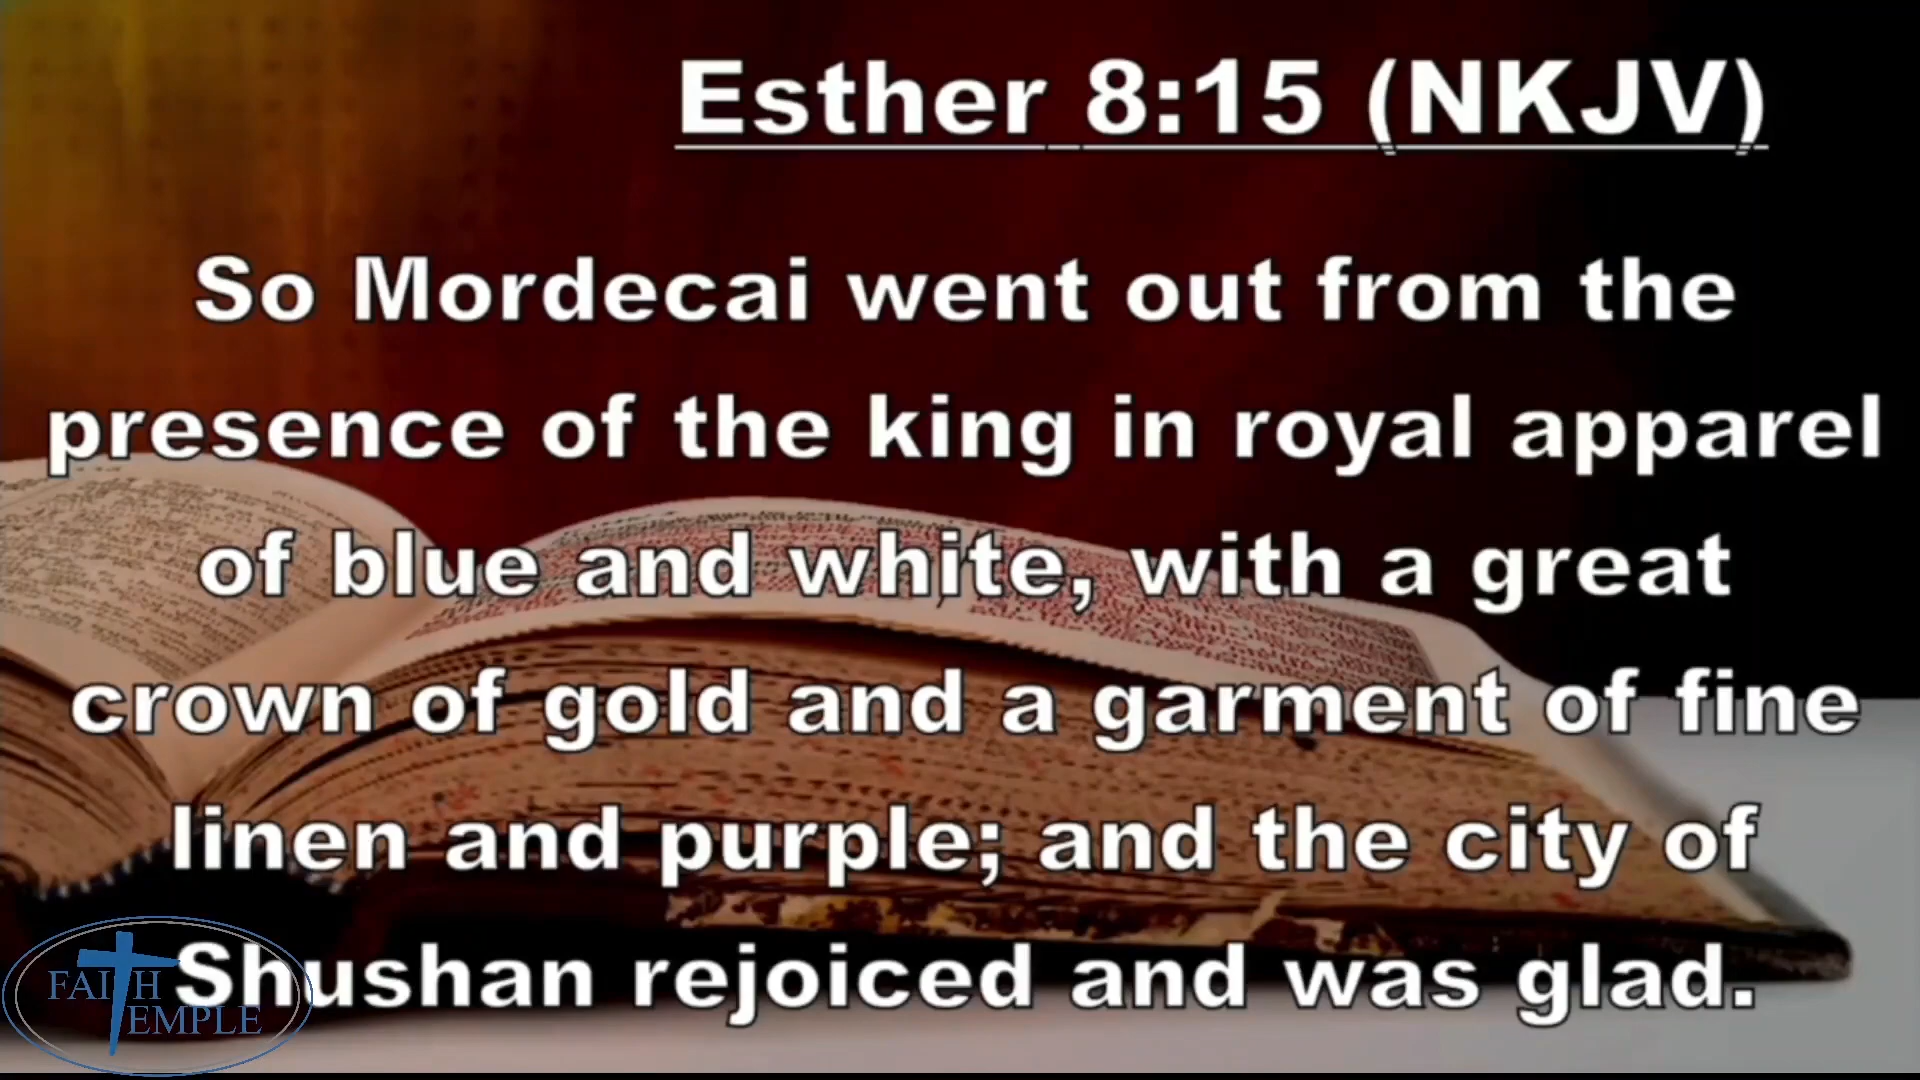 Esther 8:15 (NKJV)
So Mordecai went out from the
presence of the king in royal apparel
of blue and white, with a great
crown of gold and a garment of fine
linen and purple; and the city of
Shushan rejoiced and was glad.
FAITH
TEMPLE